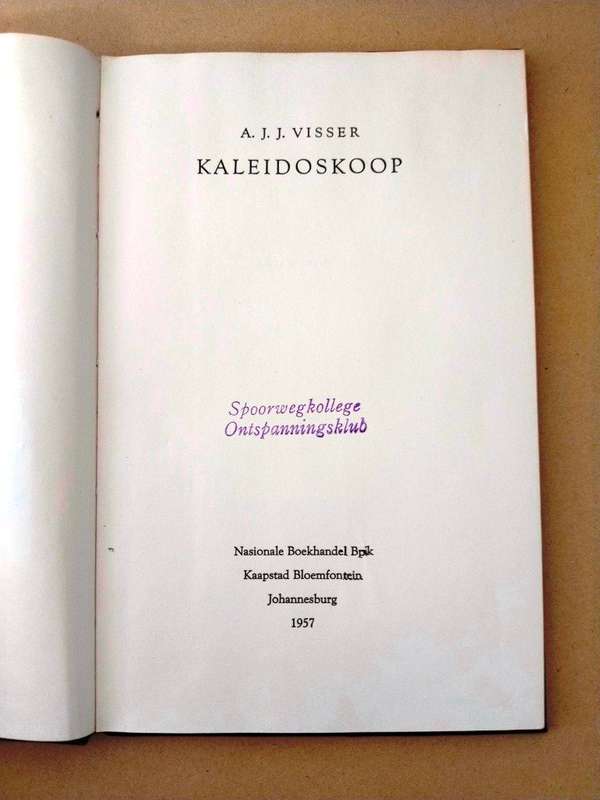 A. J. J. VISSER
KALEIDOSKOOP
Spoorwegkollege
Ontspanningsklub
Nasionale Boekhandel Bpk
Kaapstad Bloemfontein
Johannesburg
1957